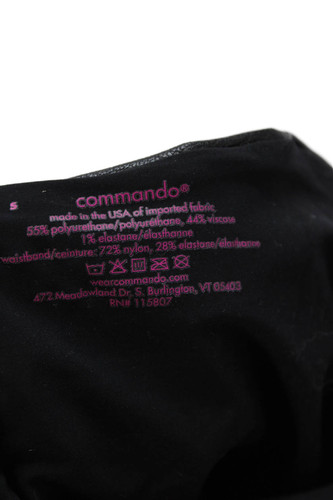 S
commando®
made in the USA of imported fabric
55% polyurethane/polyuréthane, 44% viscose
1% elastane/élasthanne
waistband/ceinture: 72% nylon, 28% elastane/élasthanne
wearcommando.com
472 Meadowland Dr, S. Burlington, VT 05403
RN# 115807